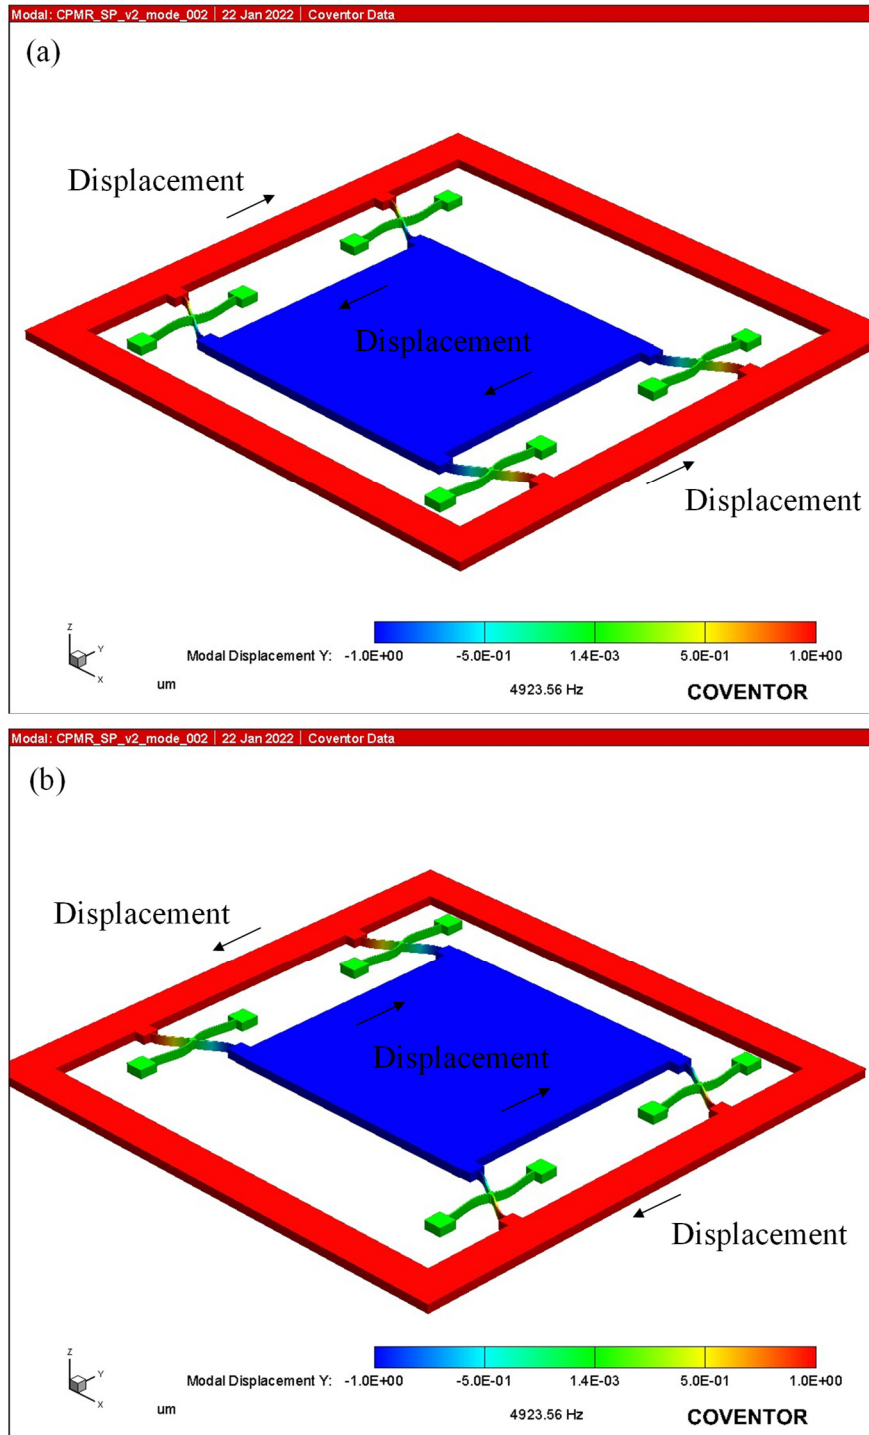 Modal: CPMR_SP_v2_mode_002 | 22 Jan 2022 | Coventor Data
(a)
Displacement
Displacement
Displacement
Z
Y
X
Modal Displacement Y: -1.0E+00 -5.0E-01 1.4E-03 5.0E-01 1.0E+00
um
4923.56 Hz
COVENTOR
Modal: CPMR_SP_v2_mode_002 | 22 Jan 2022 | Coventor Data
(b)
Displacement
Displacement
Displacement
Z
Y
X
Modal Displacement Y: -1.0E+00 -5.0E-01 1.4E-03 5.0E-01 1.0E+00
um
4923.56 Hz
COVENTOR